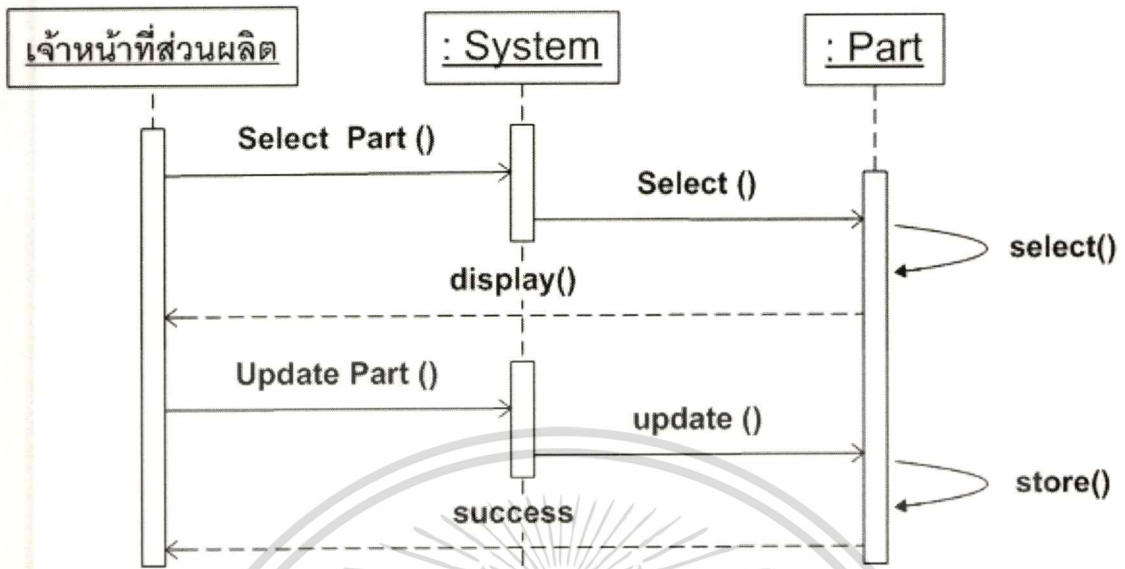 เจ้าหน้าที่ส่วนผลิต
: System
: Part
Select Part ()
Select ()
select()
display()
Update Part ()
update ()
store()
success